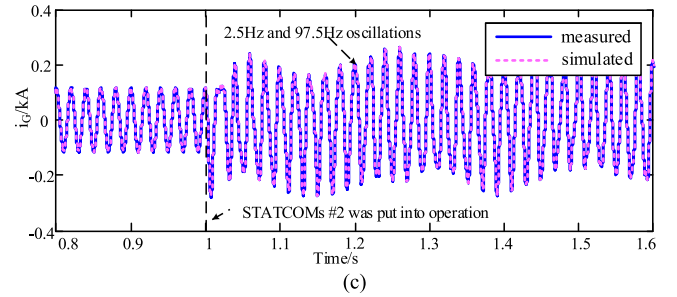 0.4
0.2
0
-0.2
-0.4
i_G/kA
2.5Hz and 97.5Hz oscillations
measured
simulated
STATCOMs #2 was put into operation
0.8 0.9 1 1.1 1.2 1.3 1.4 1.5 1.6
Time/s
(c)